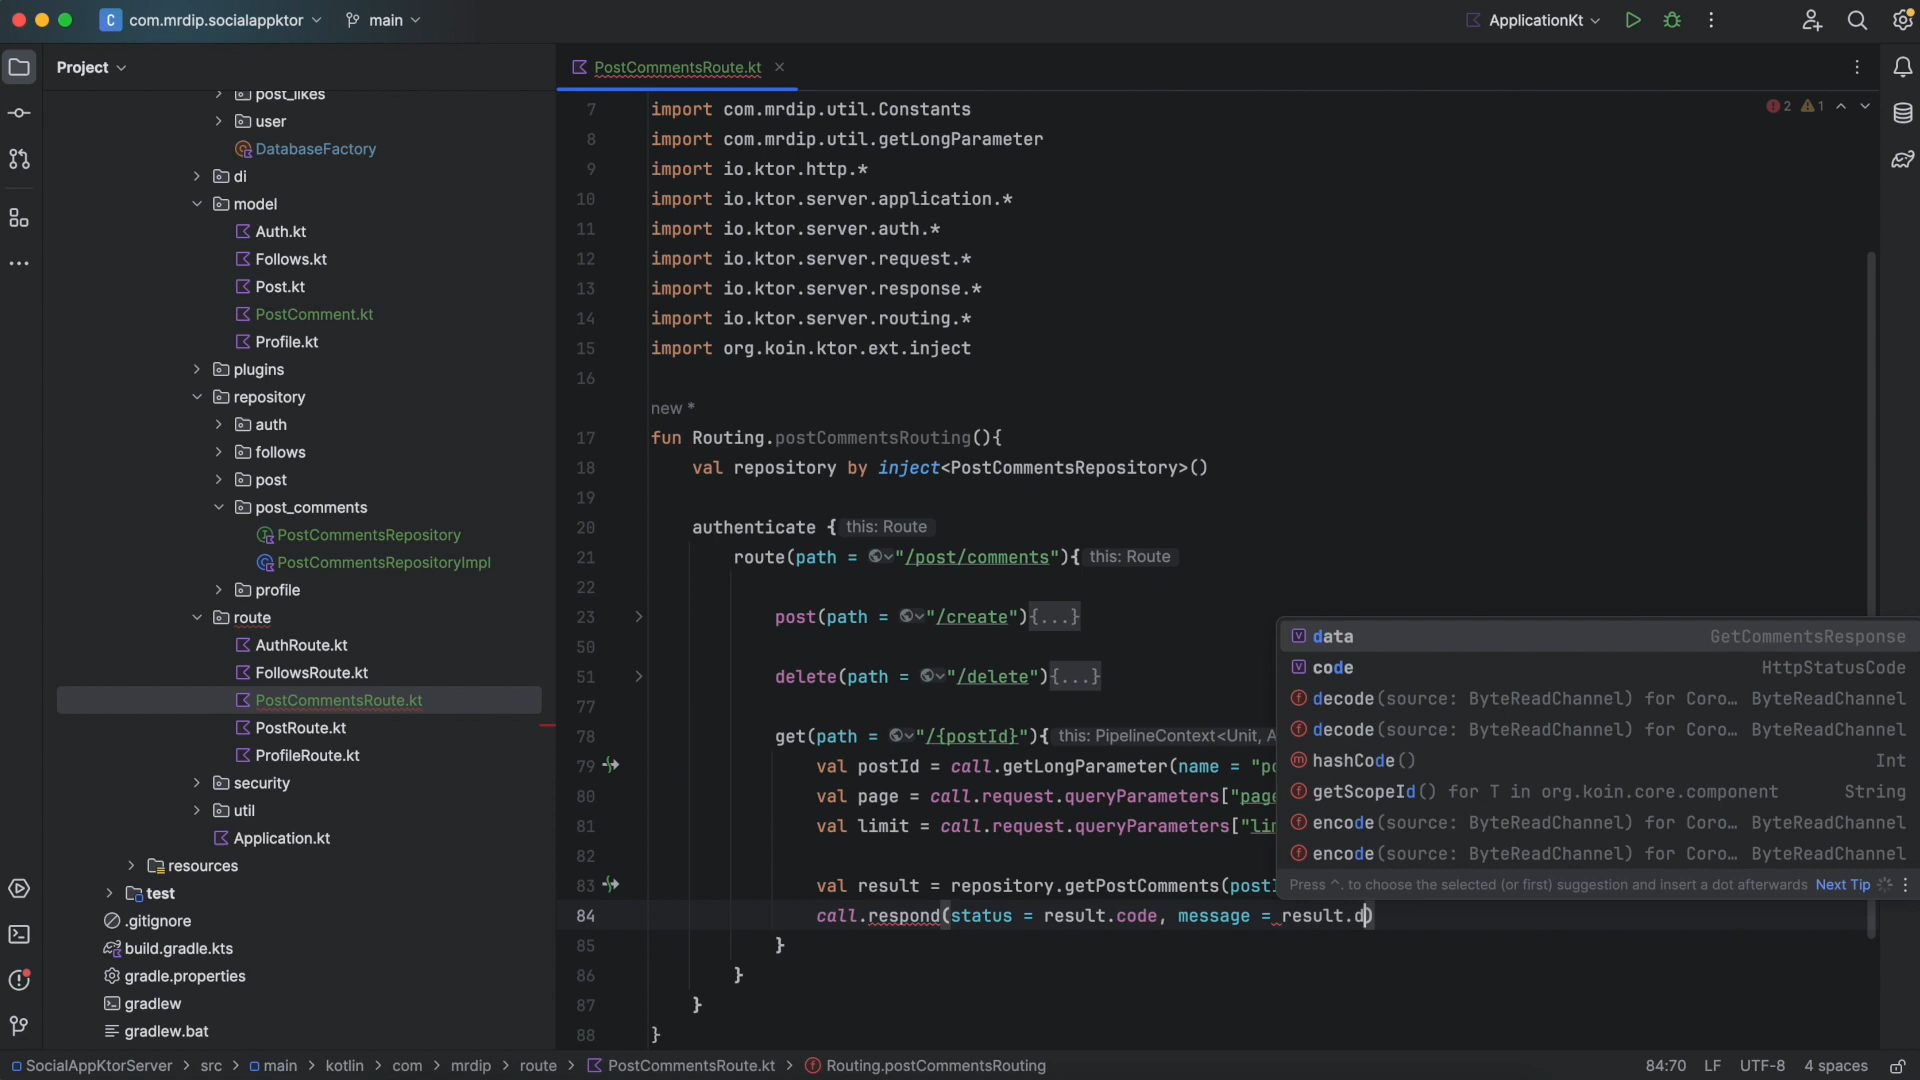 C com.mrdip.socialappktor main ApplicationKt
Project
PostCommentsRoute.kt
post_likes
user
DatabaseFactory
di
model
Auth.kt
Follows.kt
Post.kt
PostComment.kt
Profile.kt
plugins
repository
auth
follows
post
post_comments
PostCommentsRepository
PostCommentsRepositoryImpl
profile
route
AuthRoute.kt
FollowsRoute.kt
PostCommentsRoute.kt
PostRoute.kt
ProfileRoute.kt
security
util
Application.kt
resources
test
.gitignore
build.gradle.kts
gradle.properties
gradlew
gradlew.bat
2 1
7 import com.mrdip.util.Constants
8 import com.mrdip.util.getLongParameter
9 import io.ktor.http.*
10 import io.ktor.server.application.*
11 import io.ktor.server.auth.*
12 import io.ktor.server.request.*
13 import io.ktor.server.response.*
14 import io.ktor.server.routing.*
15 import org.koin.ktor.ext.inject
16
new *
17 fun Routing.postCommentsRouting(){
18 val repository by inject<PostCommentsRepository>()
19
20 authenticate { this: Route
21 route(path = "/post/comments"){ this: Route
22
23 post(path = "/create"){...}
50
51 delete(path = "/delete"){...}
77
78 get(path = "/{postId}"){ this: PipelineContext<Unit, A
79 val postId = call.getLongParameter(name = "po
80 val page = call.request.queryParameters["page
81 val limit = call.request.queryParameters["lim
82
83 val result = repository.getPostComments(postI
84 call.respond(status = result.code, message = result.d)
85 }
86 }
87 }
88 }
data GetCommentsResponse
code HttpStatusCode
decode(source: ByteReadChannel) for Coro... ByteReadChannel
decode(source: ByteReadChannel) for Coro... ByteReadChannel
hashCode() Int
getScopeId() for T in org.koin.core.component String
encode(source: ByteReadChannel) for Coro... ByteReadChannel
encode(source: ByteReadChannel) for Coro... ByteReadChannel
Press ^. to choose the selected (or first) suggestion and insert a dot afterwards Next Tip
SocialAppKtorServer > src > main > kotlin > com > mrdip > route > PostCommentsRoute.kt > Routing.postCommentsRouting 84:70 LF UTF-8 4 spaces